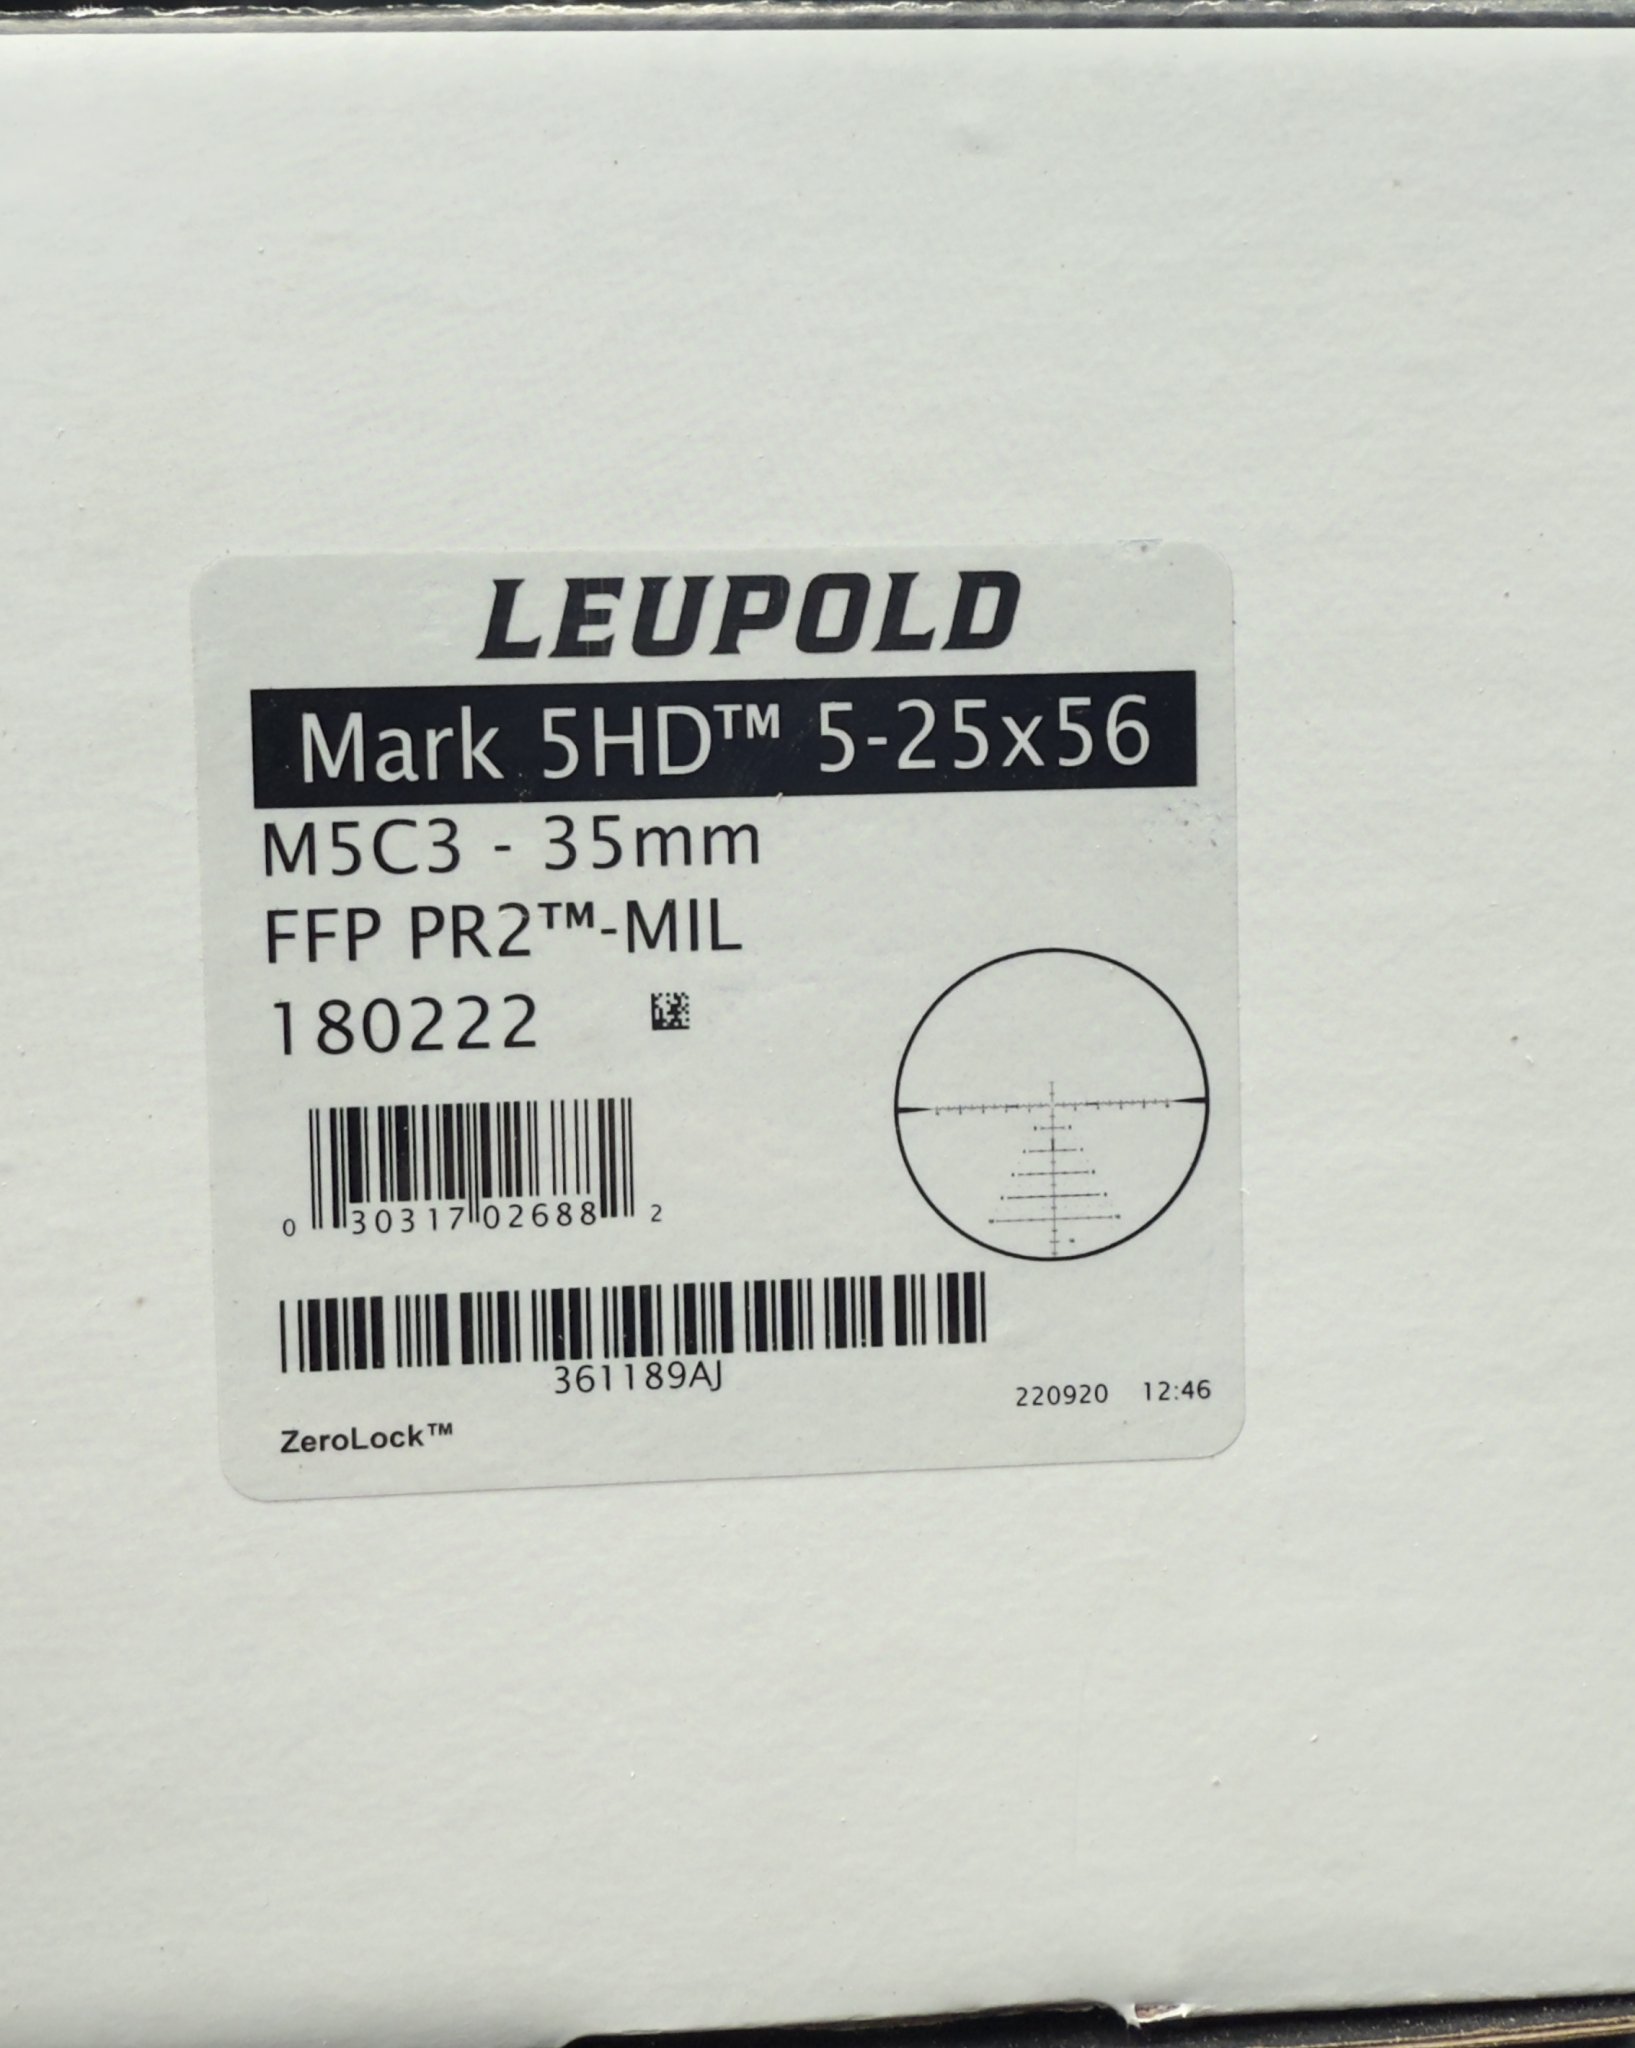 LEUPOLD
Mark 5HD™ 5-25x56
M5C3 - 35mm
FFP PR2™-MIL
180222
0 30317 02688 2
361189AJ
220920 12:46
ZeroLock™